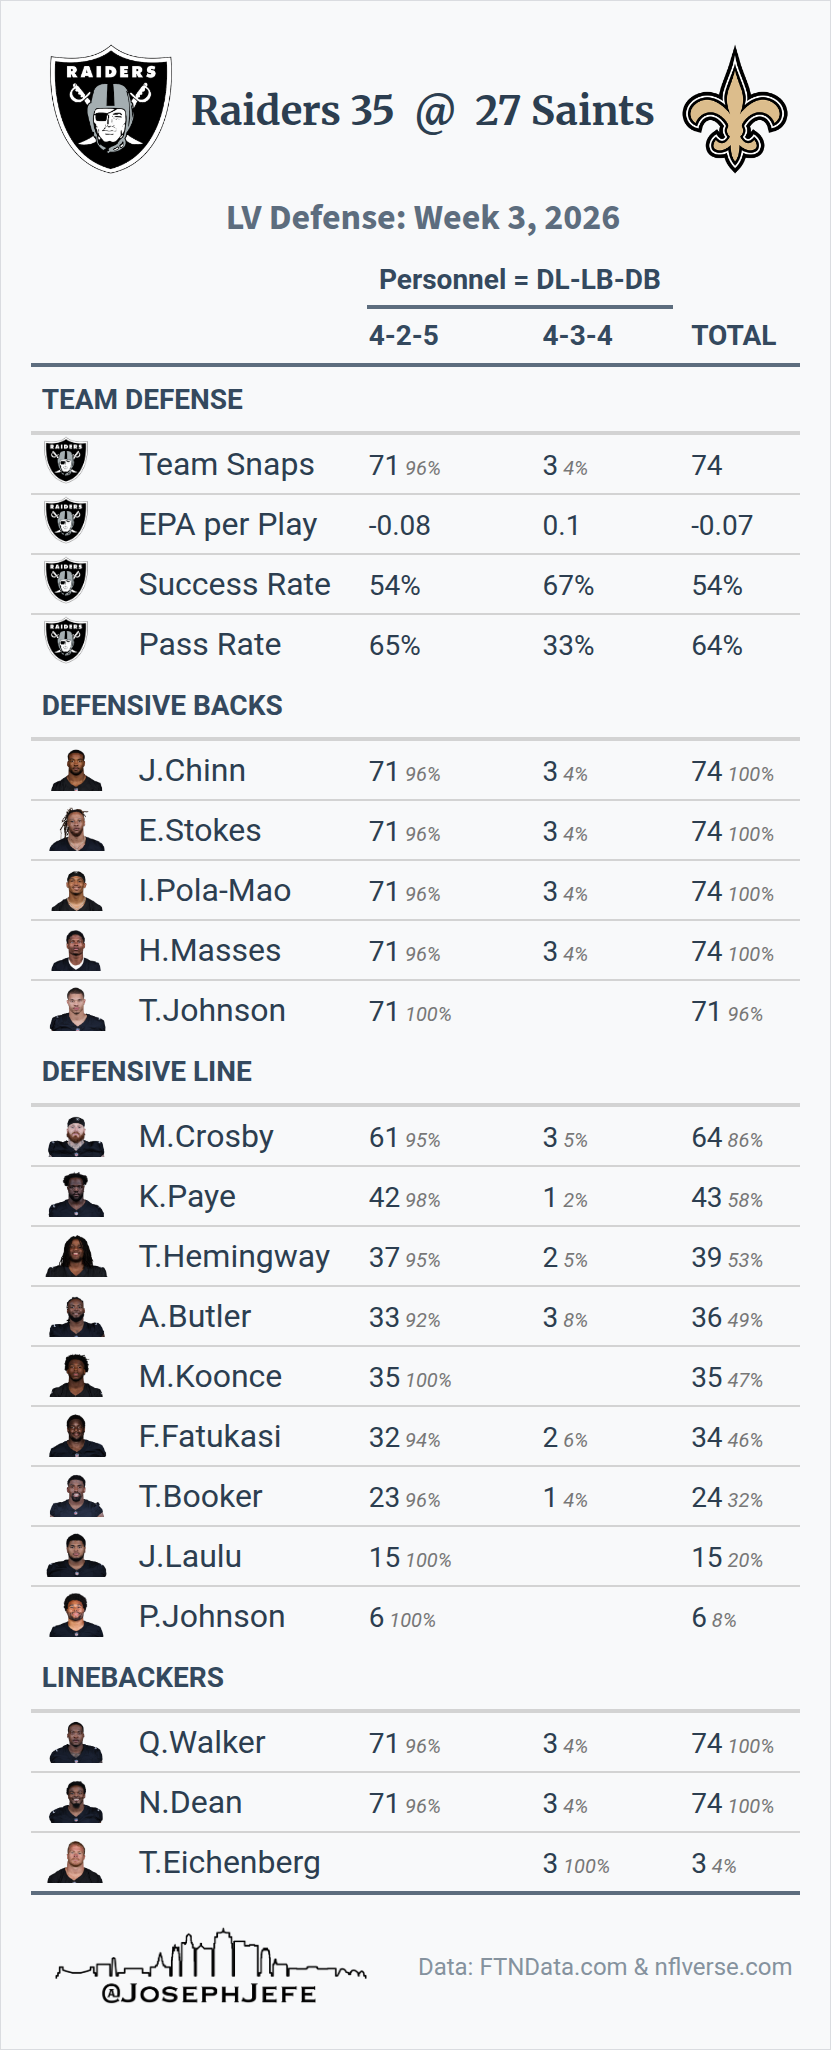 RAIDERS
Raiders 35 @ 27 Saints
LV Defense: Week 3, 2026
Personnel = DL-LB-DB
4-2-5 4-3-4 TOTAL
TEAM DEFENSE
RAIDERS Team Snaps 71 96% 3 4% 74
RAIDERS EPA per Play -0.08 0.1 -0.07
RAIDERS Success Rate 54% 67% 54%
RAIDERS Pass Rate 65% 33% 64%
DEFENSIVE BACKS
J.Chinn 71 96% 3 4% 74 100%
E.Stokes 71 96% 3 4% 74 100%
I.Pola-Mao 71 96% 3 4% 74 100%
H.Masses 71 96% 3 4% 74 100%
T.Johnson 71 100% 71 96%
DEFENSIVE LINE
M.Crosby 61 95% 3 5% 64 86%
K.Paye 42 98% 1 2% 43 58%
T.Hemingway 37 95% 2 5% 39 53%
A.Butler 33 92% 3 8% 36 49%
M.Koonce 35 100% 35 47%
F.Fatukasi 32 94% 2 6% 34 46%
T.Booker 23 96% 1 4% 24 32%
J.Laulu 15 100% 15 20%
P.Johnson 6 100% 6 8%
LINEBACKERS
Q.Walker 71 96% 3 4% 74 100%
N.Dean 71 96% 3 4% 74 100%
T.Eichenberg 3 100% 3 4%
@JOSEPHJEFE
Data: FTNData.com & nflverse.com